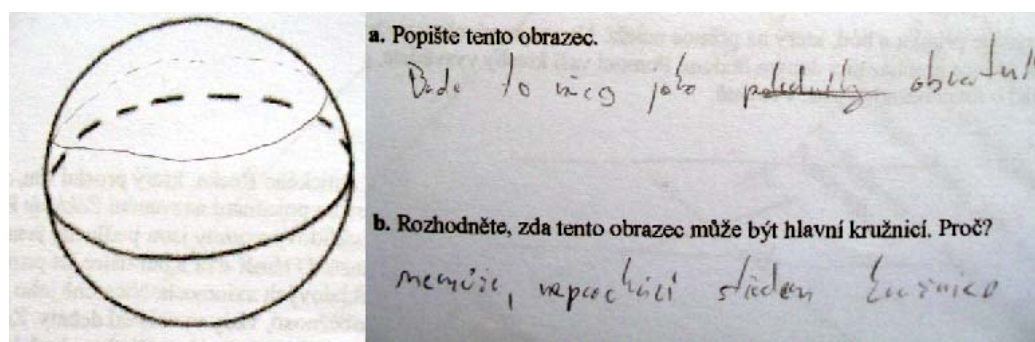 a. Popište tento obrazec.
Bude to něco jako
b. Rozhodněte, zda tento obrazec může být hlavní kružnicí. Proč?
nemůže, neprochází středem kružnice